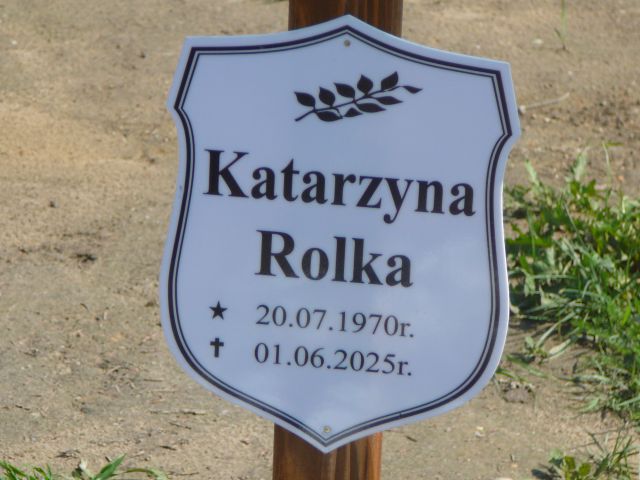 Katarzyna
Rolka
★ 20.07.1970r.
✝ 01.06.2025r.